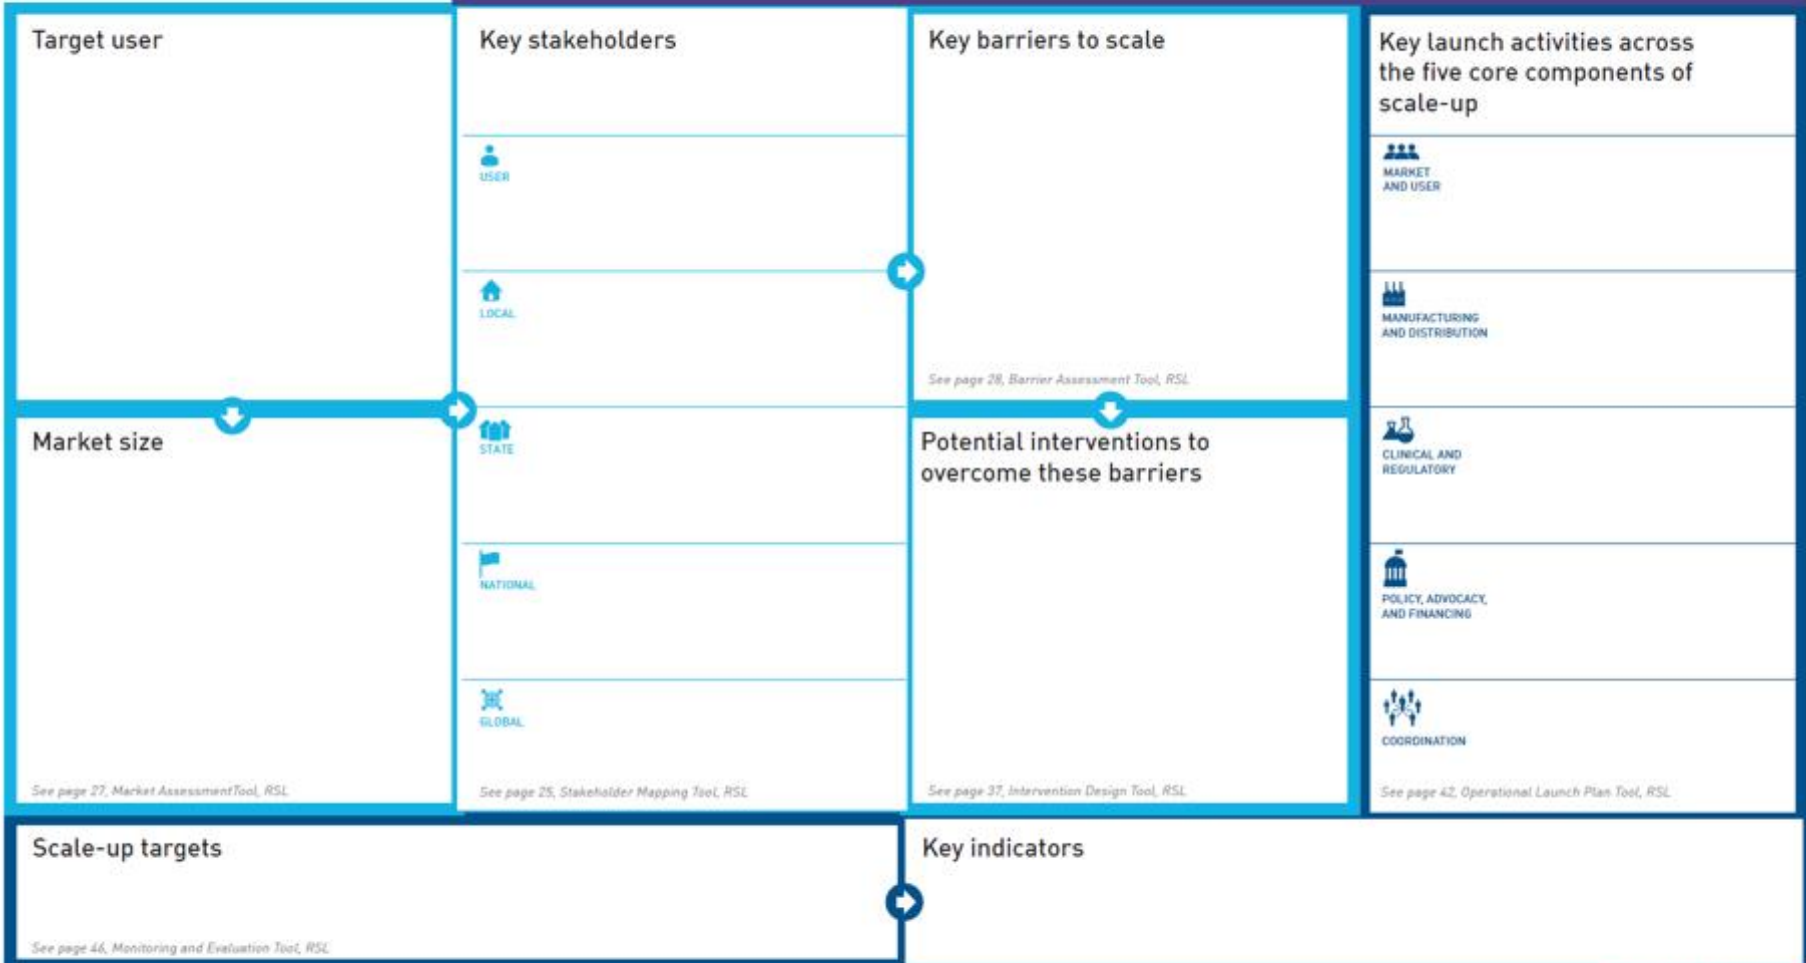 Target user
Market size
See page 27, Market AssessmentTool, RSL
Key stakeholders
USER
LOCAL
STATE
NATIONAL
GLOBAL
See page 25, Stakeholder Mapping Tool, RSL
Key barriers to scale
See page 28, Barrier Assessment Tool, RSL
Potential interventions to
overcome these barriers
See page 37, Intervention Design Tool, RSL
Key launch activities across
the five core components of
scale-up
MARKET
AND USER
MANUFACTURING
AND DISTRIBUTION
CLINICAL AND
REGULATORY
POLICY, ADVOCACY,
AND FINANCING
COORDINATION
See page 42, Operational Launch Plan Tool, RSL
Scale-up targets
See page 46, Monitoring and Evaluation Tool, RSL
Key indicators